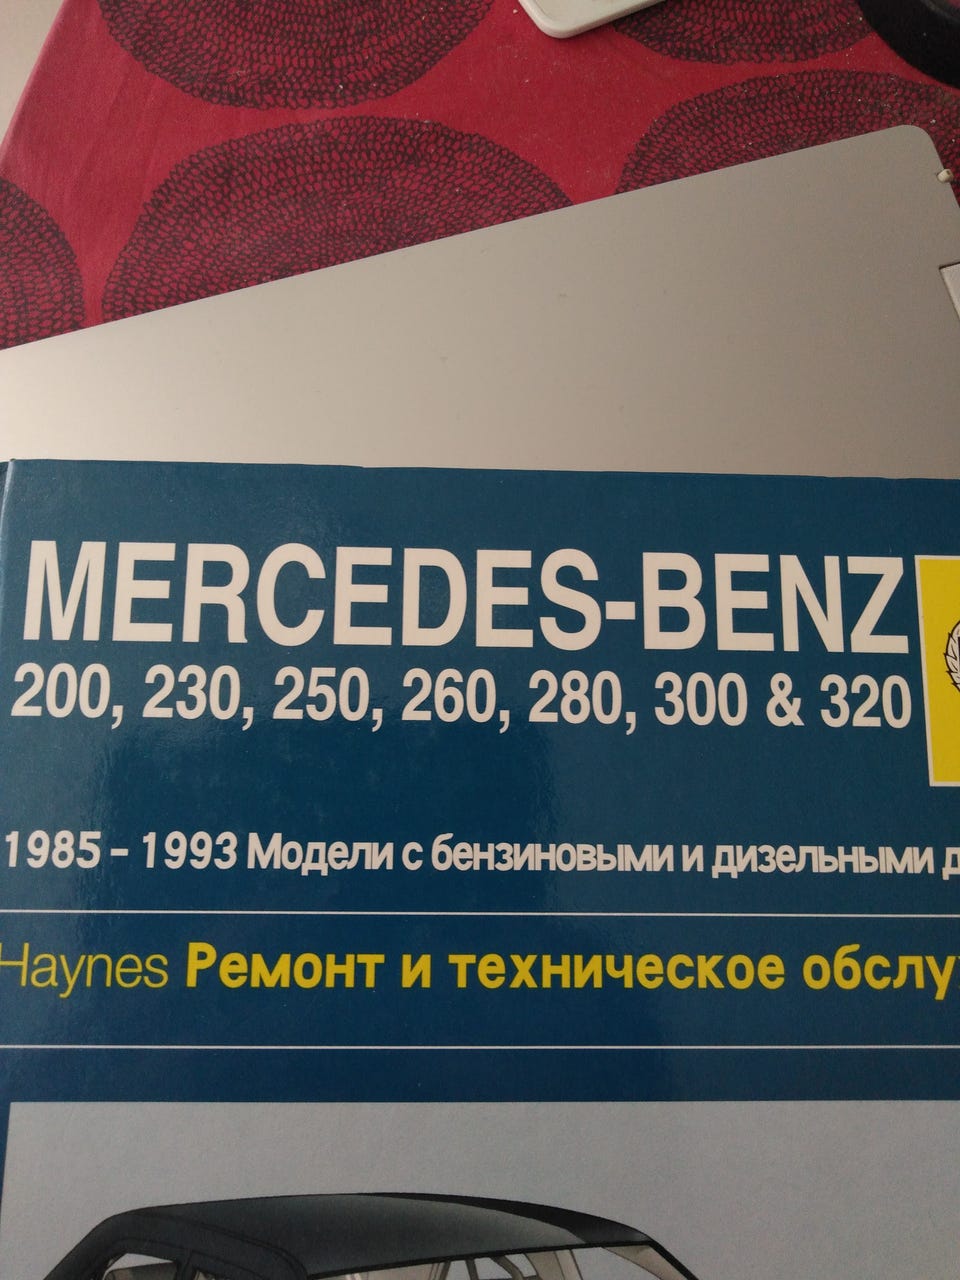 MERCEDES-BENZ
200, 230, 250, 260, 280, 300 & 320
1985 - 1993 Модели с бензиновыми и дизельными
Haynes Ремонт и техническое